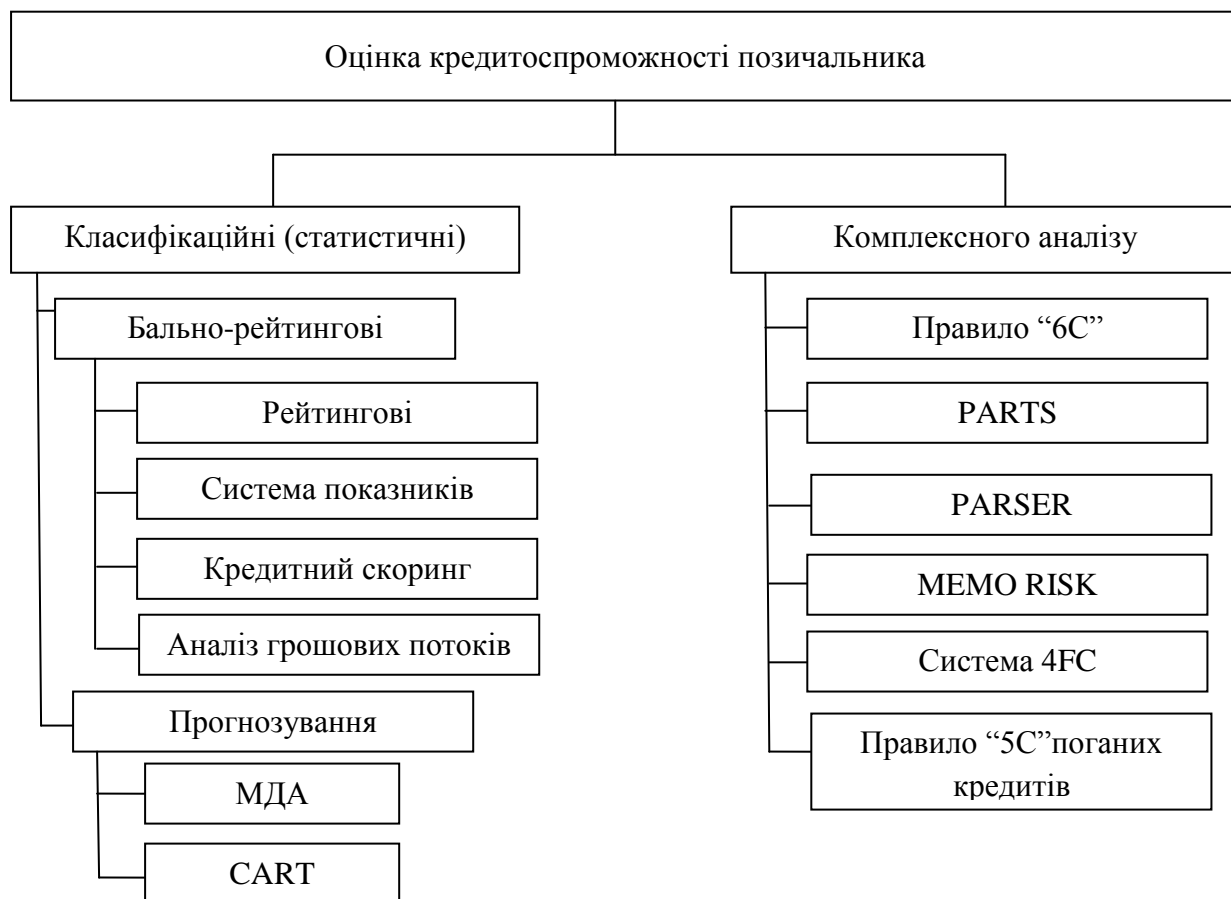 Оцінка кредитоспроможності позичальника
Класифікаційні (статистичні)
Бально-рейтингові
Рейтингові
Система показників
Кредитний скоринг
Аналіз грошових потоків
Прогнозування
МДА
CART
Комплексного аналізу
Правило “6С”
PARTS
PARSER
MEMO RISK
Система 4FC
Правило “5С”поганих
кредитів